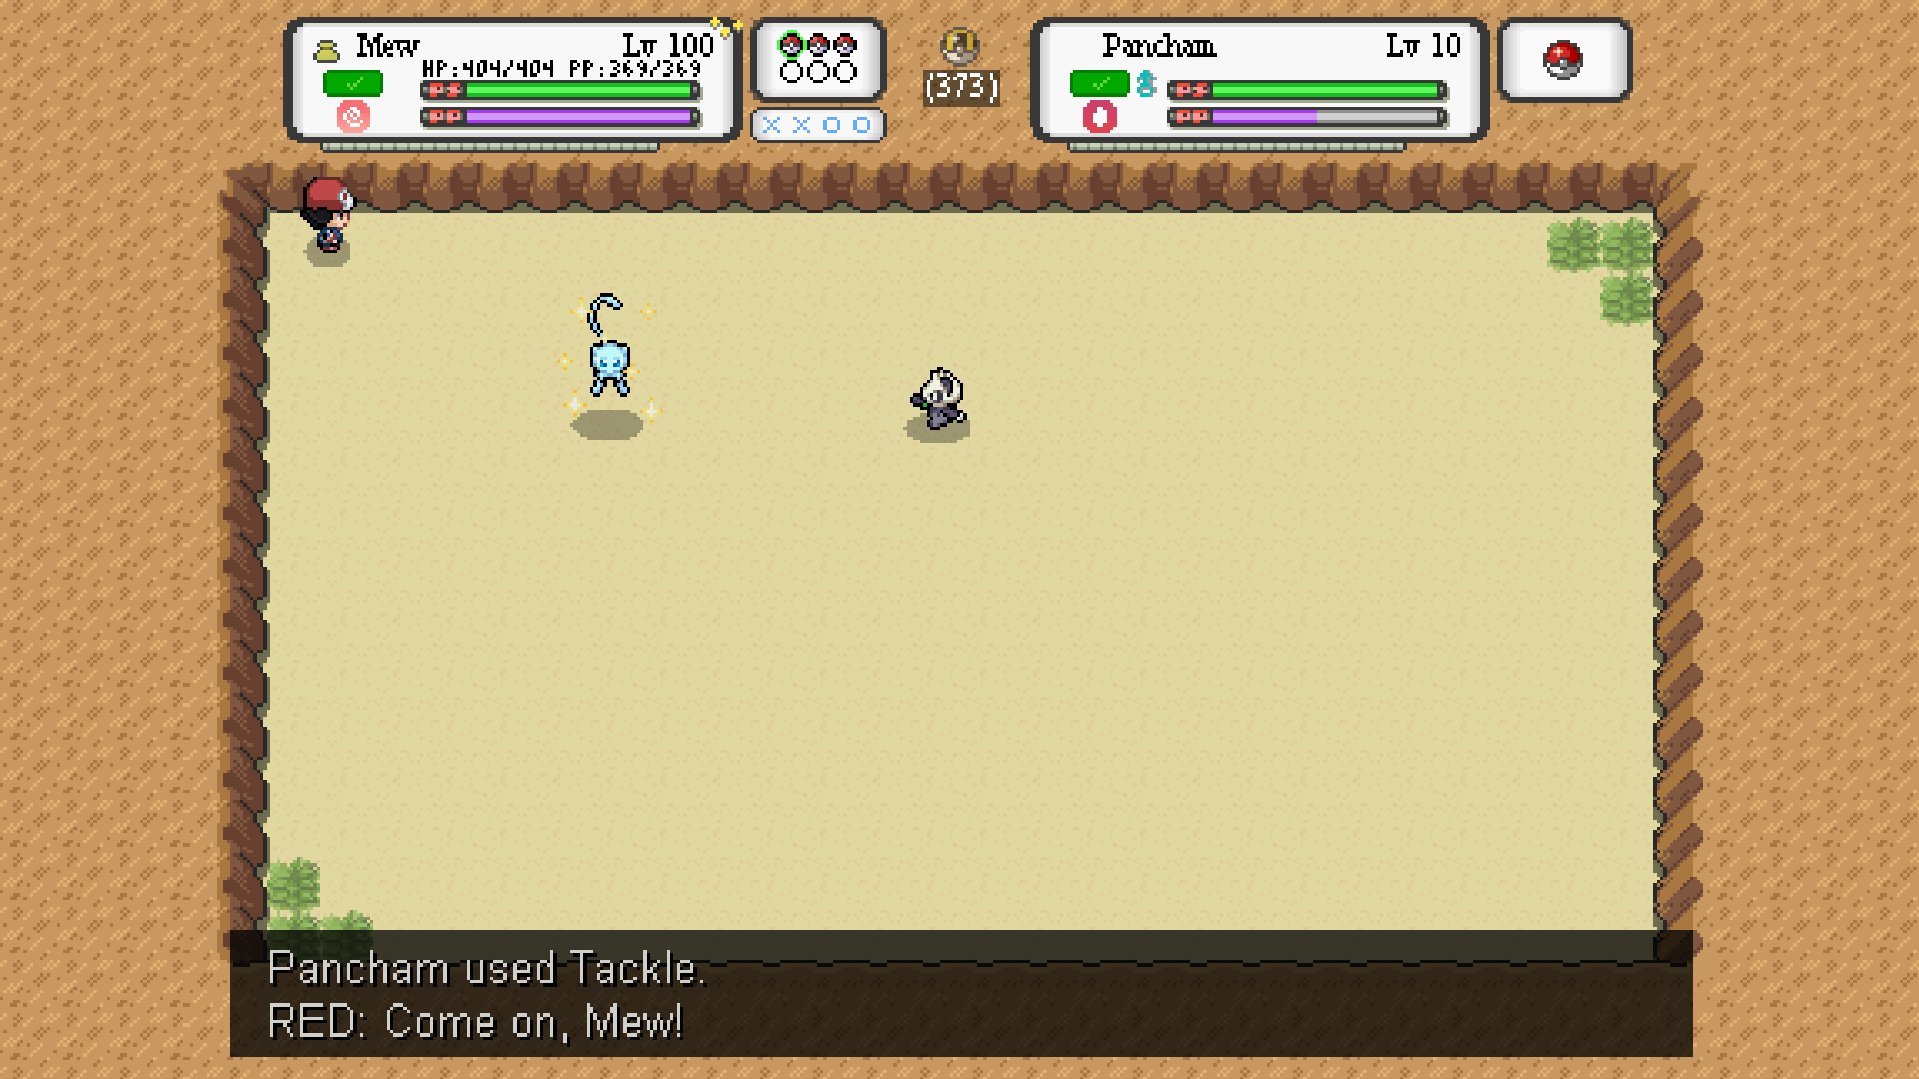 Mew Lv 100
HP:404/404 PP:369/369
PS
PP
X X O O
(373)
Pancham Lv 10
PS
PP
Pancham used Tackle.
RED: Come on, Mew!